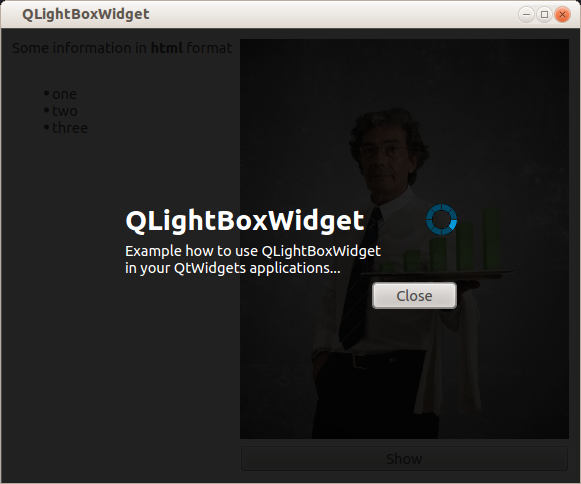 QLightBoxWidget
Some information in html format
• one
• two
• three
QLightBoxWidget
Example how to use QLightBoxWidget
in your QtWidgets applications...
Close
Show